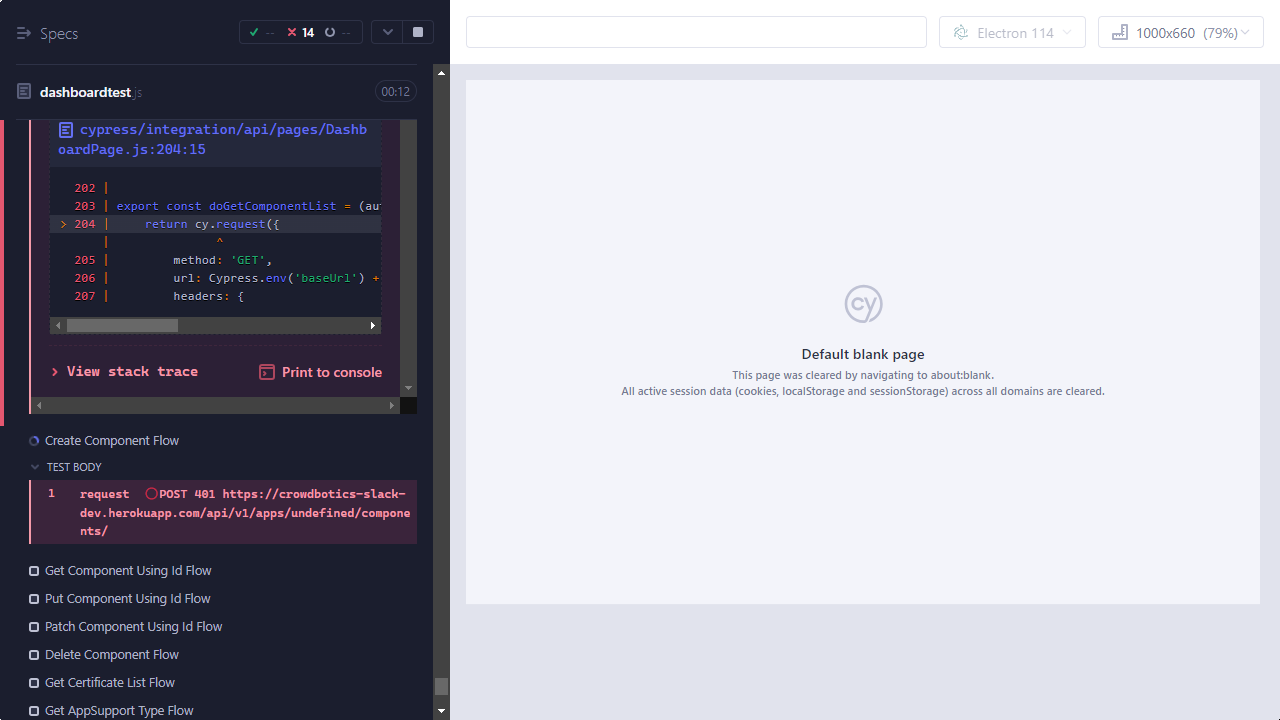 Specs
-- 14 --
Electron 114
1000x660 (79%)
dashboardtest.js
00:12
cypress/integration/api/pages/Dashb
oardPage.js:204:15
202 |
203 | export const doGetComponentList = (au
> 204 | return cy.request({
| ^
205 | method: 'GET',
206 | url: Cypress.env('baseUrl') +
207 | headers: {
View stack trace
Print to console
Create Component Flow
TEST BODY
1 request POST 401 https://crowdbotics-slack-
dev.herokuapp.com/api/v1/apps/undefined/compone
nts/
Get Component Using Id Flow
Put Component Using Id Flow
Patch Component Using Id Flow
Delete Component Flow
Get Certificate List Flow
Get AppSupport Type Flow
cy
Default blank page
This page was cleared by navigating to about:blank.
All active session data (cookies, localStorage and sessionStorage) across all domains are cleared.